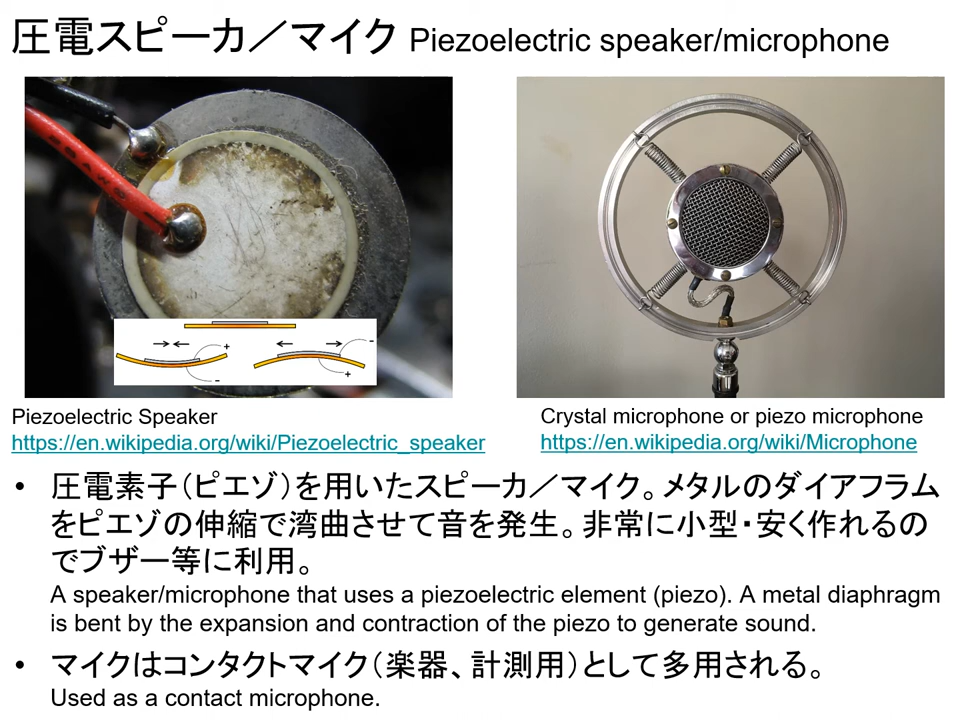 圧電スピーカ／マイク Piezoelectric speaker/microphone
+
-
-
+
Piezoelectric Speaker
https://en.wikipedia.org/wiki/Piezoelectric_speaker
Crystal microphone or piezo microphone
https://en.wikipedia.org/wiki/Microphone
• 圧電素子（ピエゾ）を用いたスピーカ／マイク。メタルのダイアフラム
をピエゾの伸縮で湾曲させて音を発生。非常に小型・安く作れるの
でブザー等に利用。
A speaker/microphone that uses a piezoelectric element (piezo). A metal diaphragm
is bent by the expansion and contraction of the piezo to generate sound.
• マイクはコンタクトマイク（楽器、計測用）として多用される。
Used as a contact microphone.